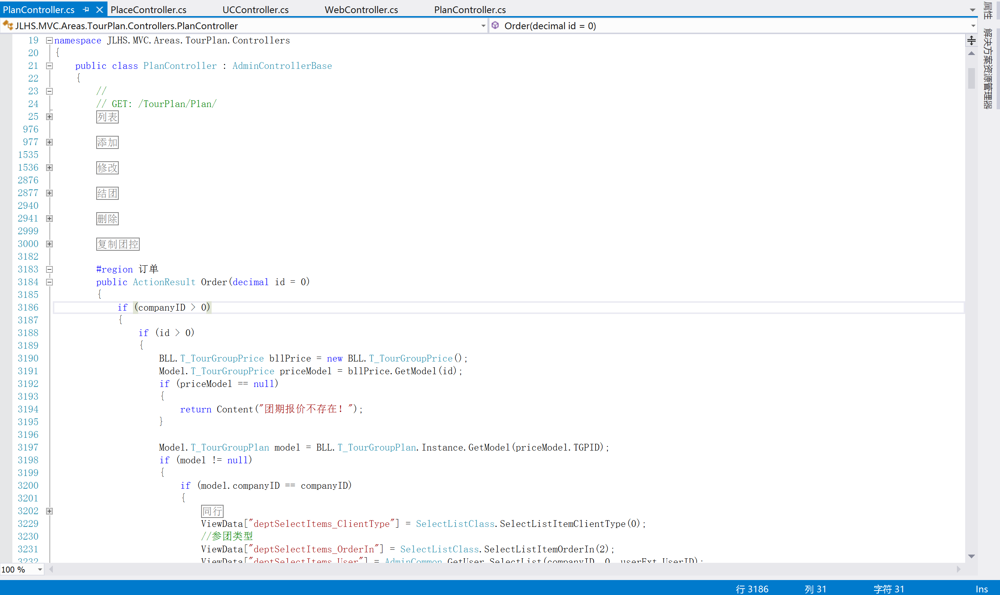 PlanController.cs PlaceController.cs UCController.cs WebController.cs PlanController.cs
JLHS.MVC.Areas.TourPlan.Controllers.PlanController Order(decimal id = 0)
19 namespace JLHS.MVC.Areas.TourPlan.Controllers
20 {
21 public class PlanController : AdminControllerBase
22 {
23 //
24 // GET: /TourPlan/Plan/
25 列表
976
977 添加
1535
1536 修改
2876
2877 结团
2940
2941 删除
2999
3000 复制团控
3182
3183 #region 订单
3184 public ActionResult Order(decimal id = 0)
3185 {
3186 if (companyID > 0)
3187 {
3188 if (id > 0)
3189 {
3190 BLL.T_TourGroupPrice bllPrice = new BLL.T_TourGroupPrice();
3191 Model.T_TourGroupPrice priceModel = bllPrice.GetModel(id);
3192 if (priceModel == null)
3193 {
3194 return Content("团期报价不存在！");
3195 }
3196
3197 Model.T_TourGroupPlan model = BLL.T_TourGroupPlan.Instance.GetModel(priceModel.TGPID);
3198 if (model != null)
3199 {
3200 if (model.companyID == companyID)
3201 {
3202 同行
3229 ViewData["deptSelectItems_ClientType"] = SelectListClass.SelectListItemClientType(0);
3230 //参团类型
3231 ViewData["deptSelectItems_OrderIn"] = SelectListClass.SelectListItemOrderIn(2);
3232 ViewData["deptSelectItems_User"] = AdminCommon.GetUser.SelectList(companyID, 0, userExt.UserID);
100 %
行 3186 列 31 字符 31 Ins
属性
解决方案资源管理器